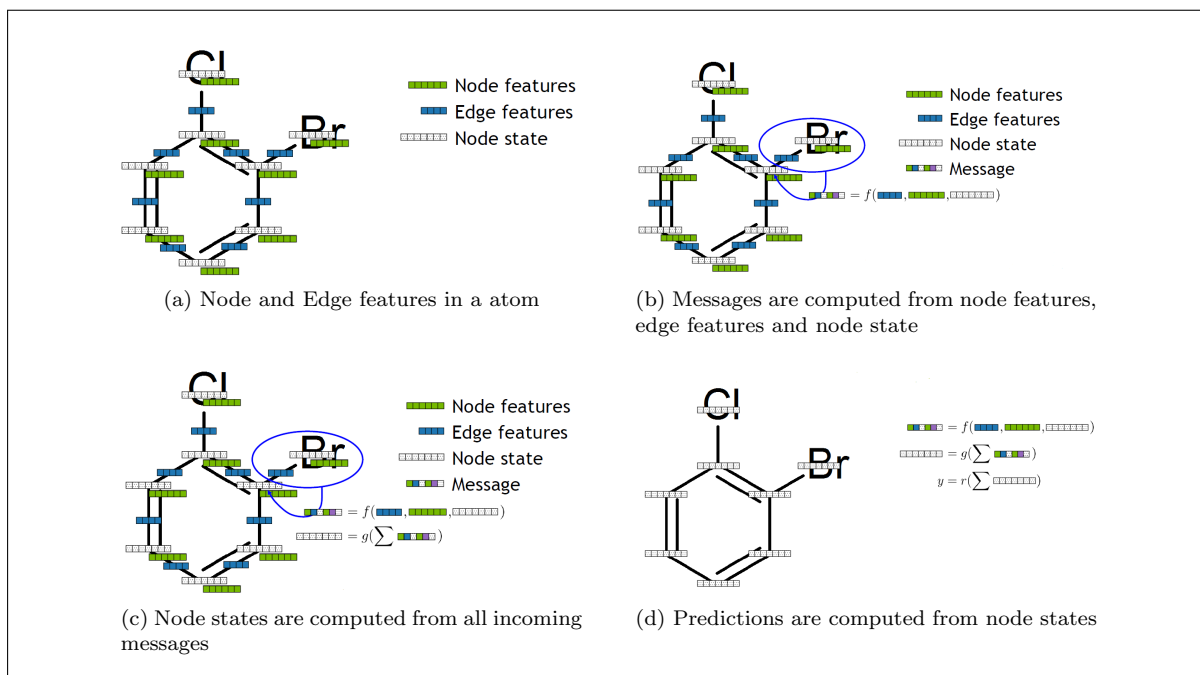 Cl
Br
Node features
Edge features
Node state
(a) Node and Edge features in a atom
Cl
Br
Node features
Edge features
Node state
Message
= f( , , )
(b) Messages are computed from node features,
edge features and node state
Cl
Br
Node features
Edge features
Node state
Message
= f( , , )
= g(∑ )
(c) Node states are computed from all incoming
messages
Cl
Br
= f( , , )
= g(∑ )
y = r(∑ )
(d) Predictions are computed from node states